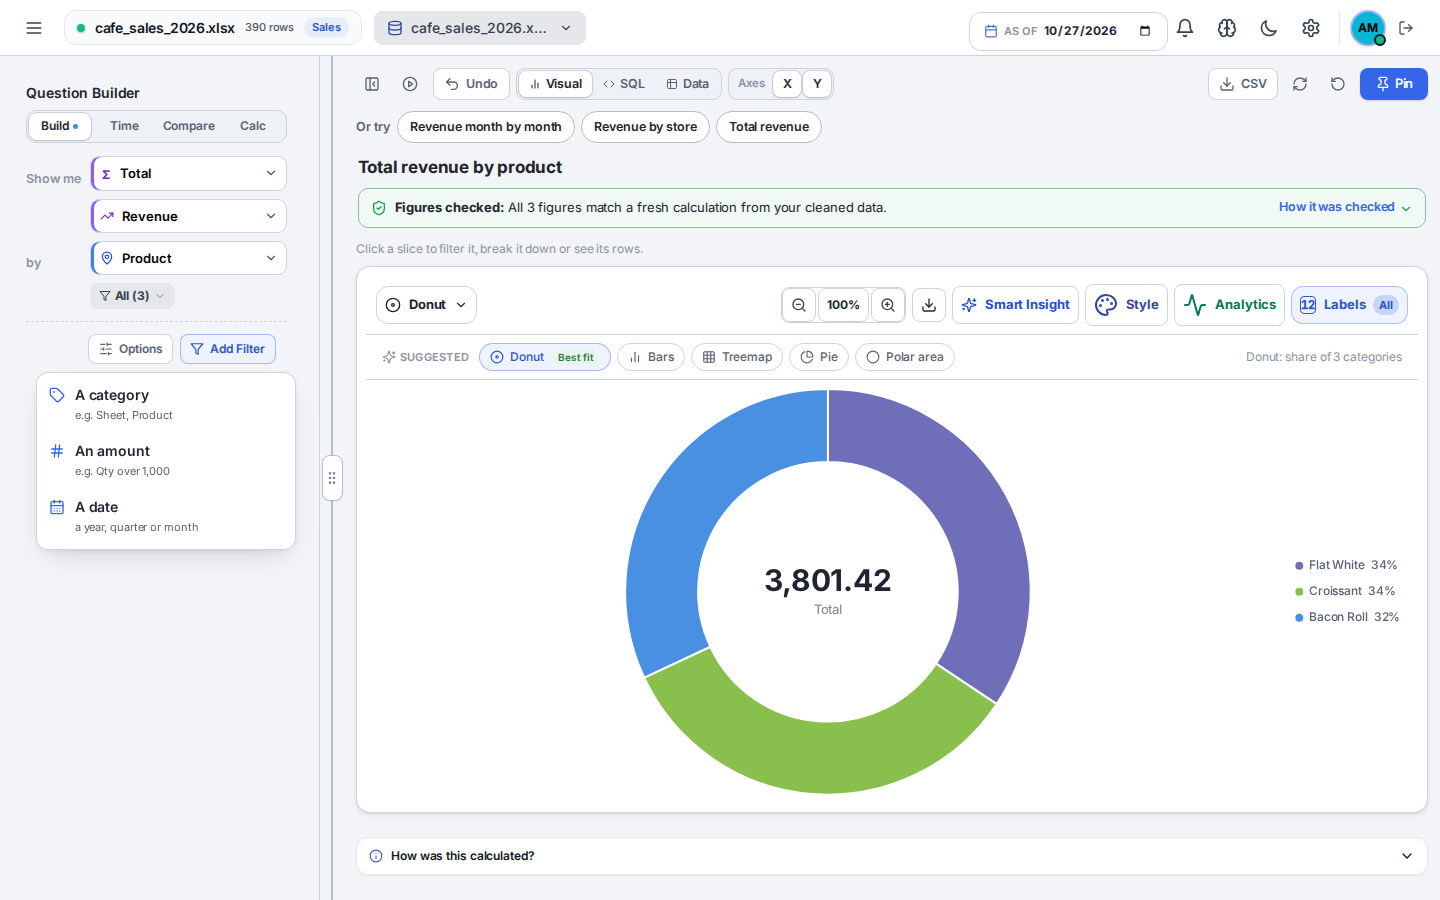 cafe_sales_2026.xlsx 390 rows Sales
cafe_sales_2026.x...
AS OF 10/27/2026
AM
Question Builder
Build Time Compare Calc
Show me Total
Revenue
by Product
All (3)
Options Add Filter
A category
e.g. Sheet, Product
An amount
e.g. Qty over 1,000
A date
a year, quarter or month
Undo Visual SQL Data Axes X Y CSV Pin
Or try Revenue month by month Revenue by store Total revenue
Total revenue by product
Figures checked: All 3 figures match a fresh calculation from your cleaned data. How it was checked
Click a slice to filter it, break it down or see its rows.
Donut 100% Smart Insight Style Analytics 12 Labels All
SUGGESTED Donut Best fit Bars Treemap Pie Polar area Donut: share of 3 categories
3,801.42
Total
Flat White 34%
Croissant 34%
Bacon Roll 32%
How was this calculated?